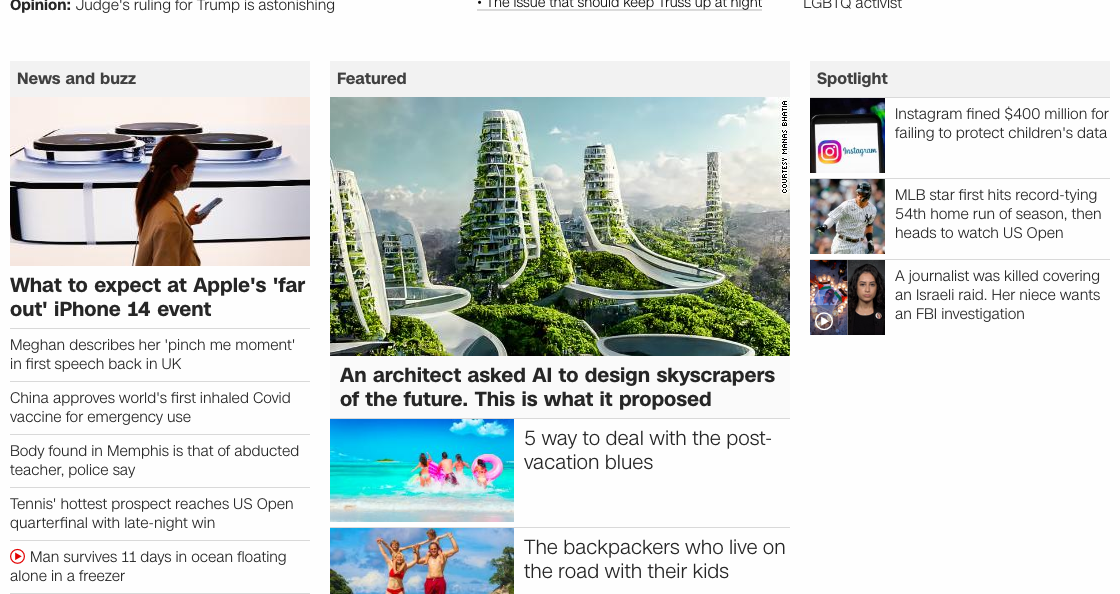 Opinion: Judge's ruling for Trump is astonishing
• The issue that should keep Truss up at night
LGBTQ activist
News and buzz
What to expect at Apple's 'far
out' iPhone 14 event
Meghan describes her 'pinch me moment'
in first speech back in UK
China approves world's first inhaled Covid
vaccine for emergency use
Body found in Memphis is that of abducted
teacher, police say
Tennis' hottest prospect reaches US Open
quarterfinal with late-night win
Man survives 11 days in ocean floating
alone in a freezer
Featured
COURTESY MANAS BHATIA
An architect asked AI to design skyscrapers
of the future. This is what it proposed
5 way to deal with the post-
vacation blues
The backpackers who live on
the road with their kids
Spotlight
Instagram
Instagram fined $400 million for
failing to protect children's data
MLB star first hits record-tying
54th home run of season, then
heads to watch US Open
A journalist was killed covering
an Israeli raid. Her niece wants
an FBI investigation